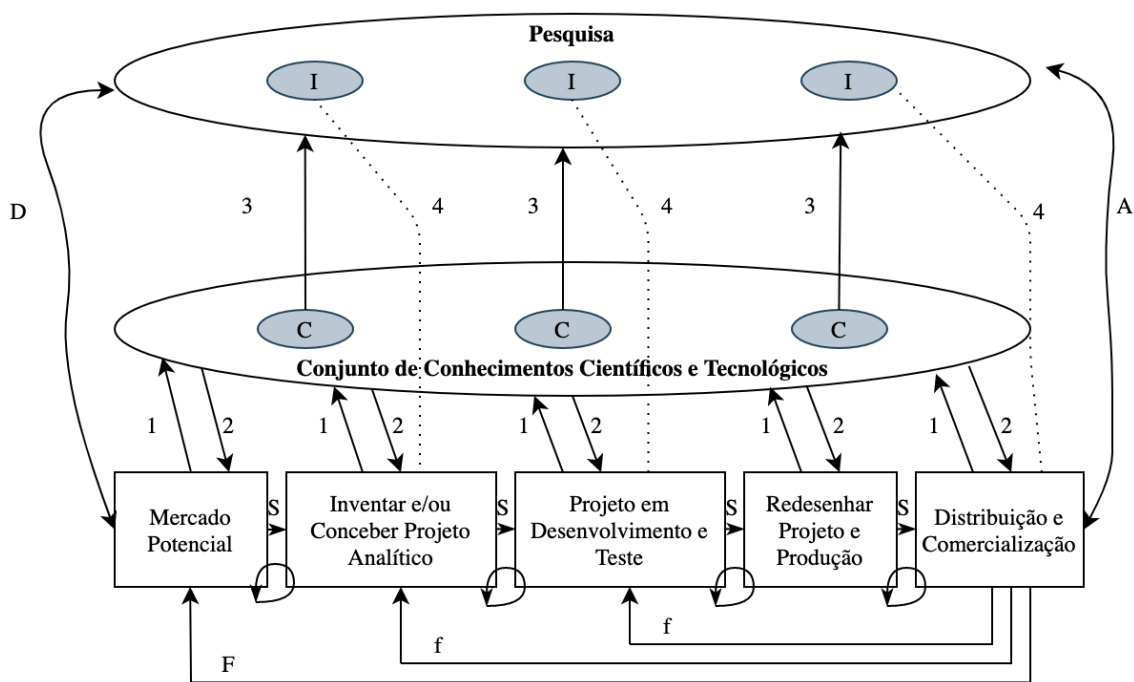 Pesquisa
I
I
I
D
3
4
3
4
3
4
A
C
C
C
Conjunto de Conhecimentos Científicos e Tecnológicos
1
2
1
2
1
2
1
2
1
2
Mercado
Potencial
S
Inventar e/ou
Conceber Projeto
Analítico
S
Projeto em
Desenvolvimento e
Teste
S
Redesenhar
Projeto e
Produção
S
Distribuição e
Comercialização
f
f
F